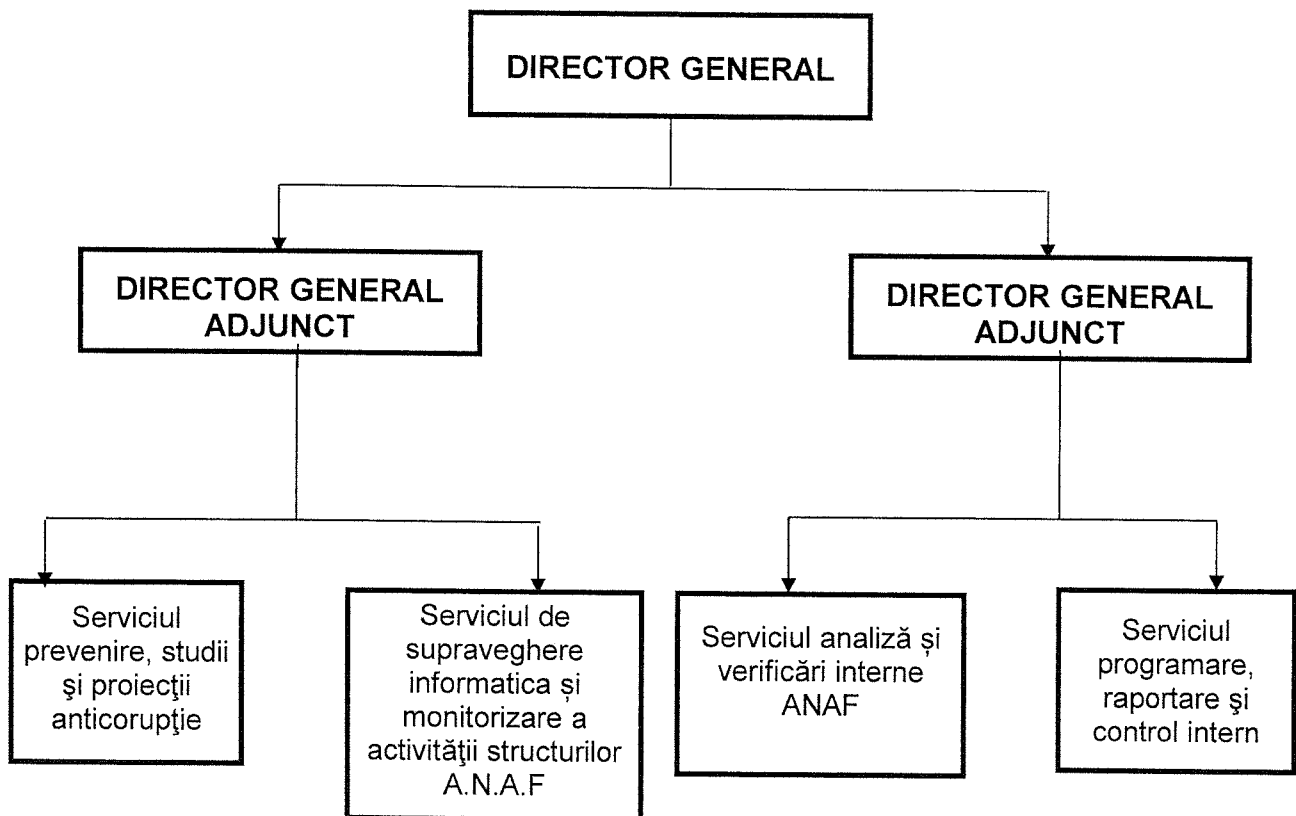 DIRECTOR GENERAL
DIRECTOR GENERAL
ADJUNCT
DIRECTOR GENERAL
ADJUNCT
Serviciul
prevenire, studii
şi proiecţii
anticorupţie
Serviciul de
supraveghere
informatica și
monitorizare a
activităţii structurilor
A.N.A.F
Serviciul analiză și
verificări interne
ANAF
Serviciul
programare,
raportare şi
control intern